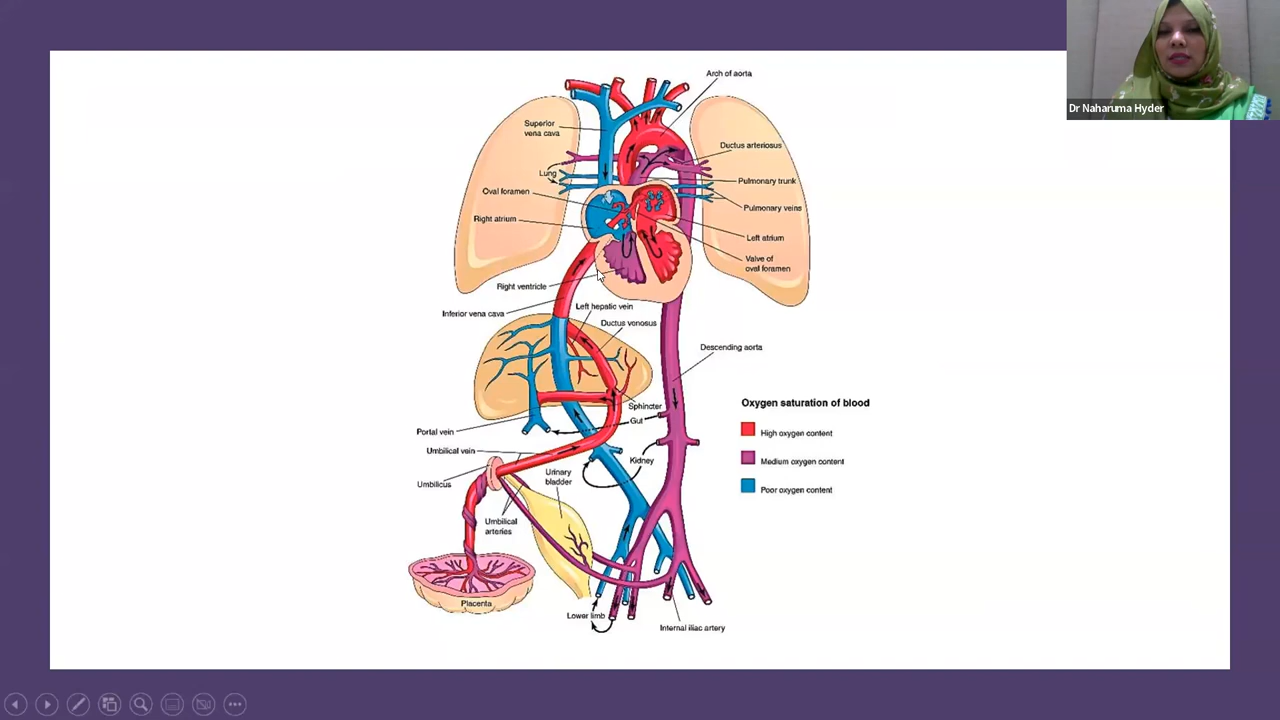 Dr Naharuma Hyder
Arch of aorta
Superior
vena cava
Ductus arteriosus
Lung
Pulmonary trunk
Oval foramen
Pulmonary veins
Right atrium
Left atrium
Valve of
oval foramen
Right ventricle
Left hepatic vein
Inferior vena cava
Ductus venosus
Descending aorta
Oxygen saturation of blood
Sphincter
Gut
Portal vein
High oxygen content
Umbilical vein
Kidney
Medium oxygen content
Urinary
bladder
Umbilicus
Poor oxygen content
Umbilical
arteries
Placenta
Lower limb
Internal iliac artery